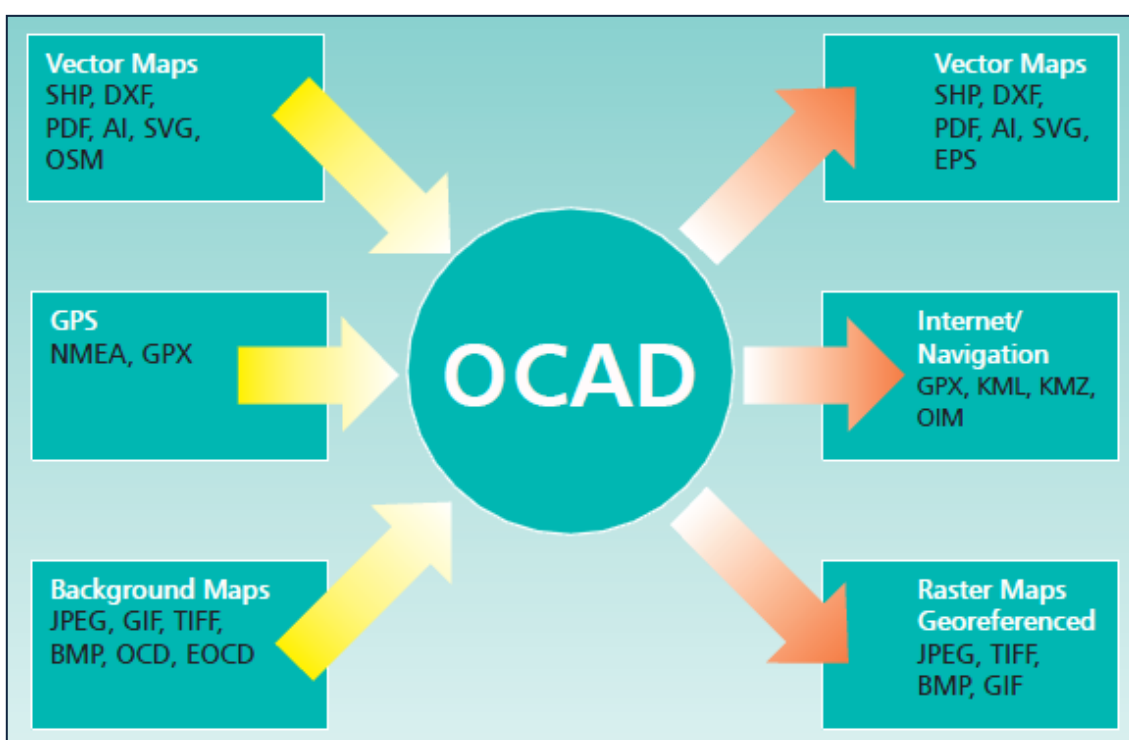 Vector Maps
SHP, DXF,
PDF, AI, SVG,
OSM
GPS
NMEA, GPX
Background Maps
JPEG, GIF, TIFF,
BMP, OCD, EOCD
OCAD
Vector Maps
SHP, DXF,
PDF, AI, SVG,
EPS
Internet/
Navigation
GPX, KML, KMZ,
OIM
Raster Maps
Georeferenced
JPEG, TIFF,
BMP, GIF